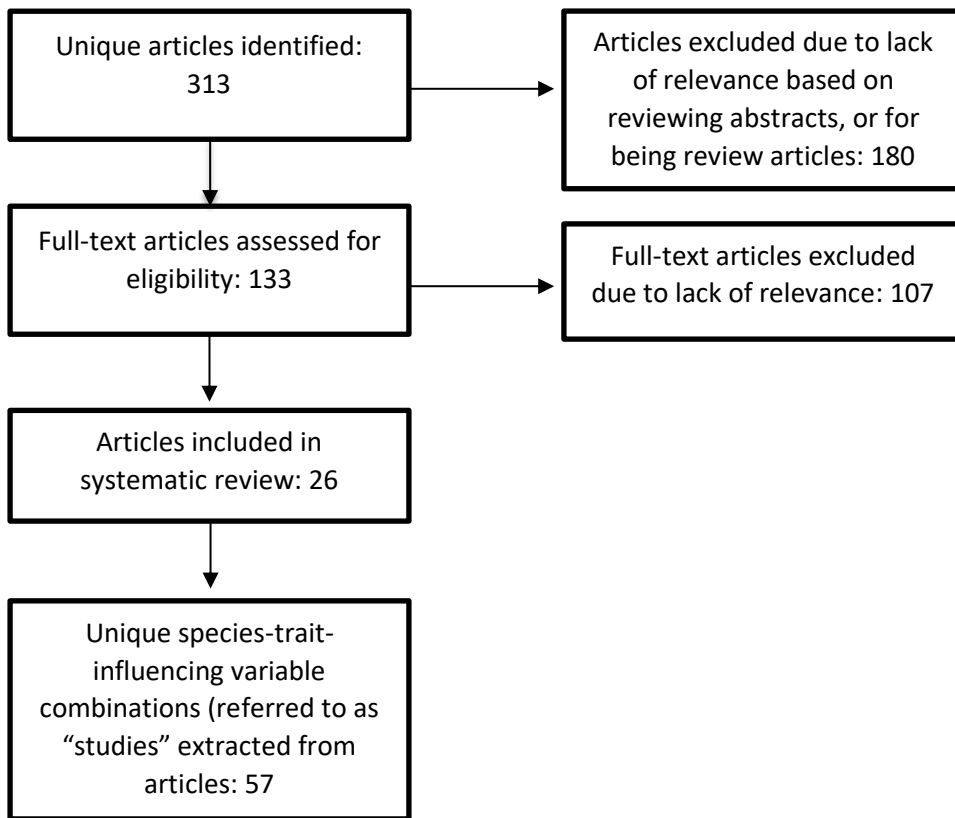 Unique articles identified:
313
Articles excluded due to lack
of relevance based on
reviewing abstracts, or for
being review articles: 180
Full-text articles assessed for
eligibility: 133
Full-text articles excluded
due to lack of relevance: 107
Articles included in
systematic review: 26
Unique species-trait-
influencing variable
combinations (referred to as
“studies” extracted from
articles: 57